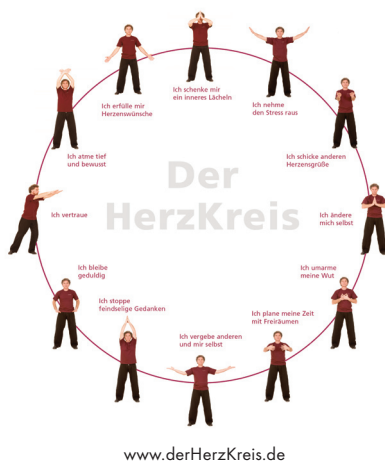 Ich schenke mir
ein inneres Lächeln
Ich nehme
den Stress raus
Ich schicke anderen
Herzensgrüße
Ich ändere
mich selbst
Ich umarme
meine Wut
Ich plane meine Zeit
mit Freiräumen
Ich vergebe anderen
und mir selbst
Ich stoppe
feindselige Gedanken
Ich bleibe
geduldig
Ich vertraue
Ich atme tief
und bewusst
Ich erfülle mir
Herzenswünsche
Der
HerzKreis
www.derHerzKreis.de